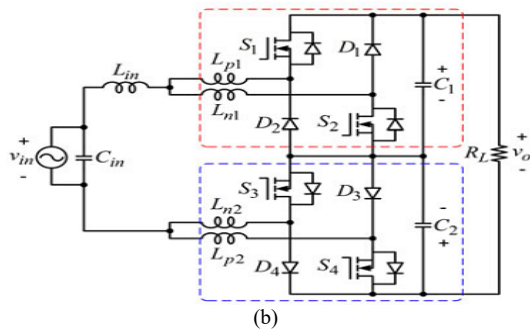 S1
D1
Lp1
Lin
Ln1
+
C1
-
D2
S2
+
vin
-
Cin
RL
+
vo
-
S3
D3
Ln2
-
C2
+
Lp2
D4
S4
(b)